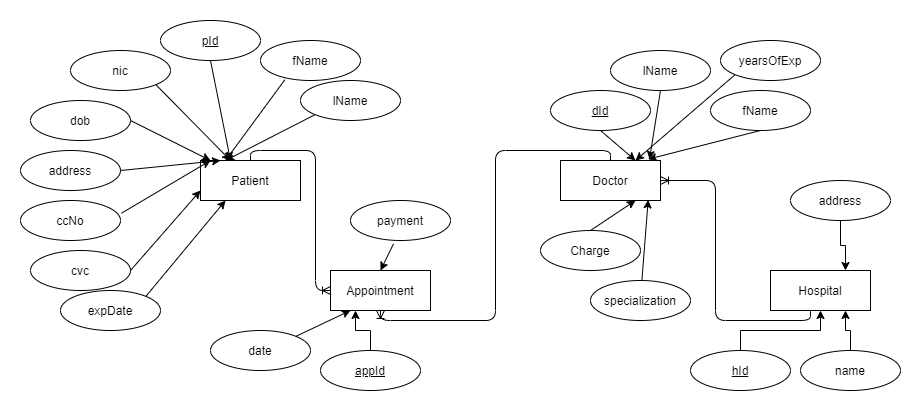 pId
fName
nic
lName
dob
address
Patient
ccNo
cvc
expDate
payment
Appointment
date
appId
lName
yearsOfExp
dId
fName
Doctor
Charge
specialization
address
Hospital
hId
name